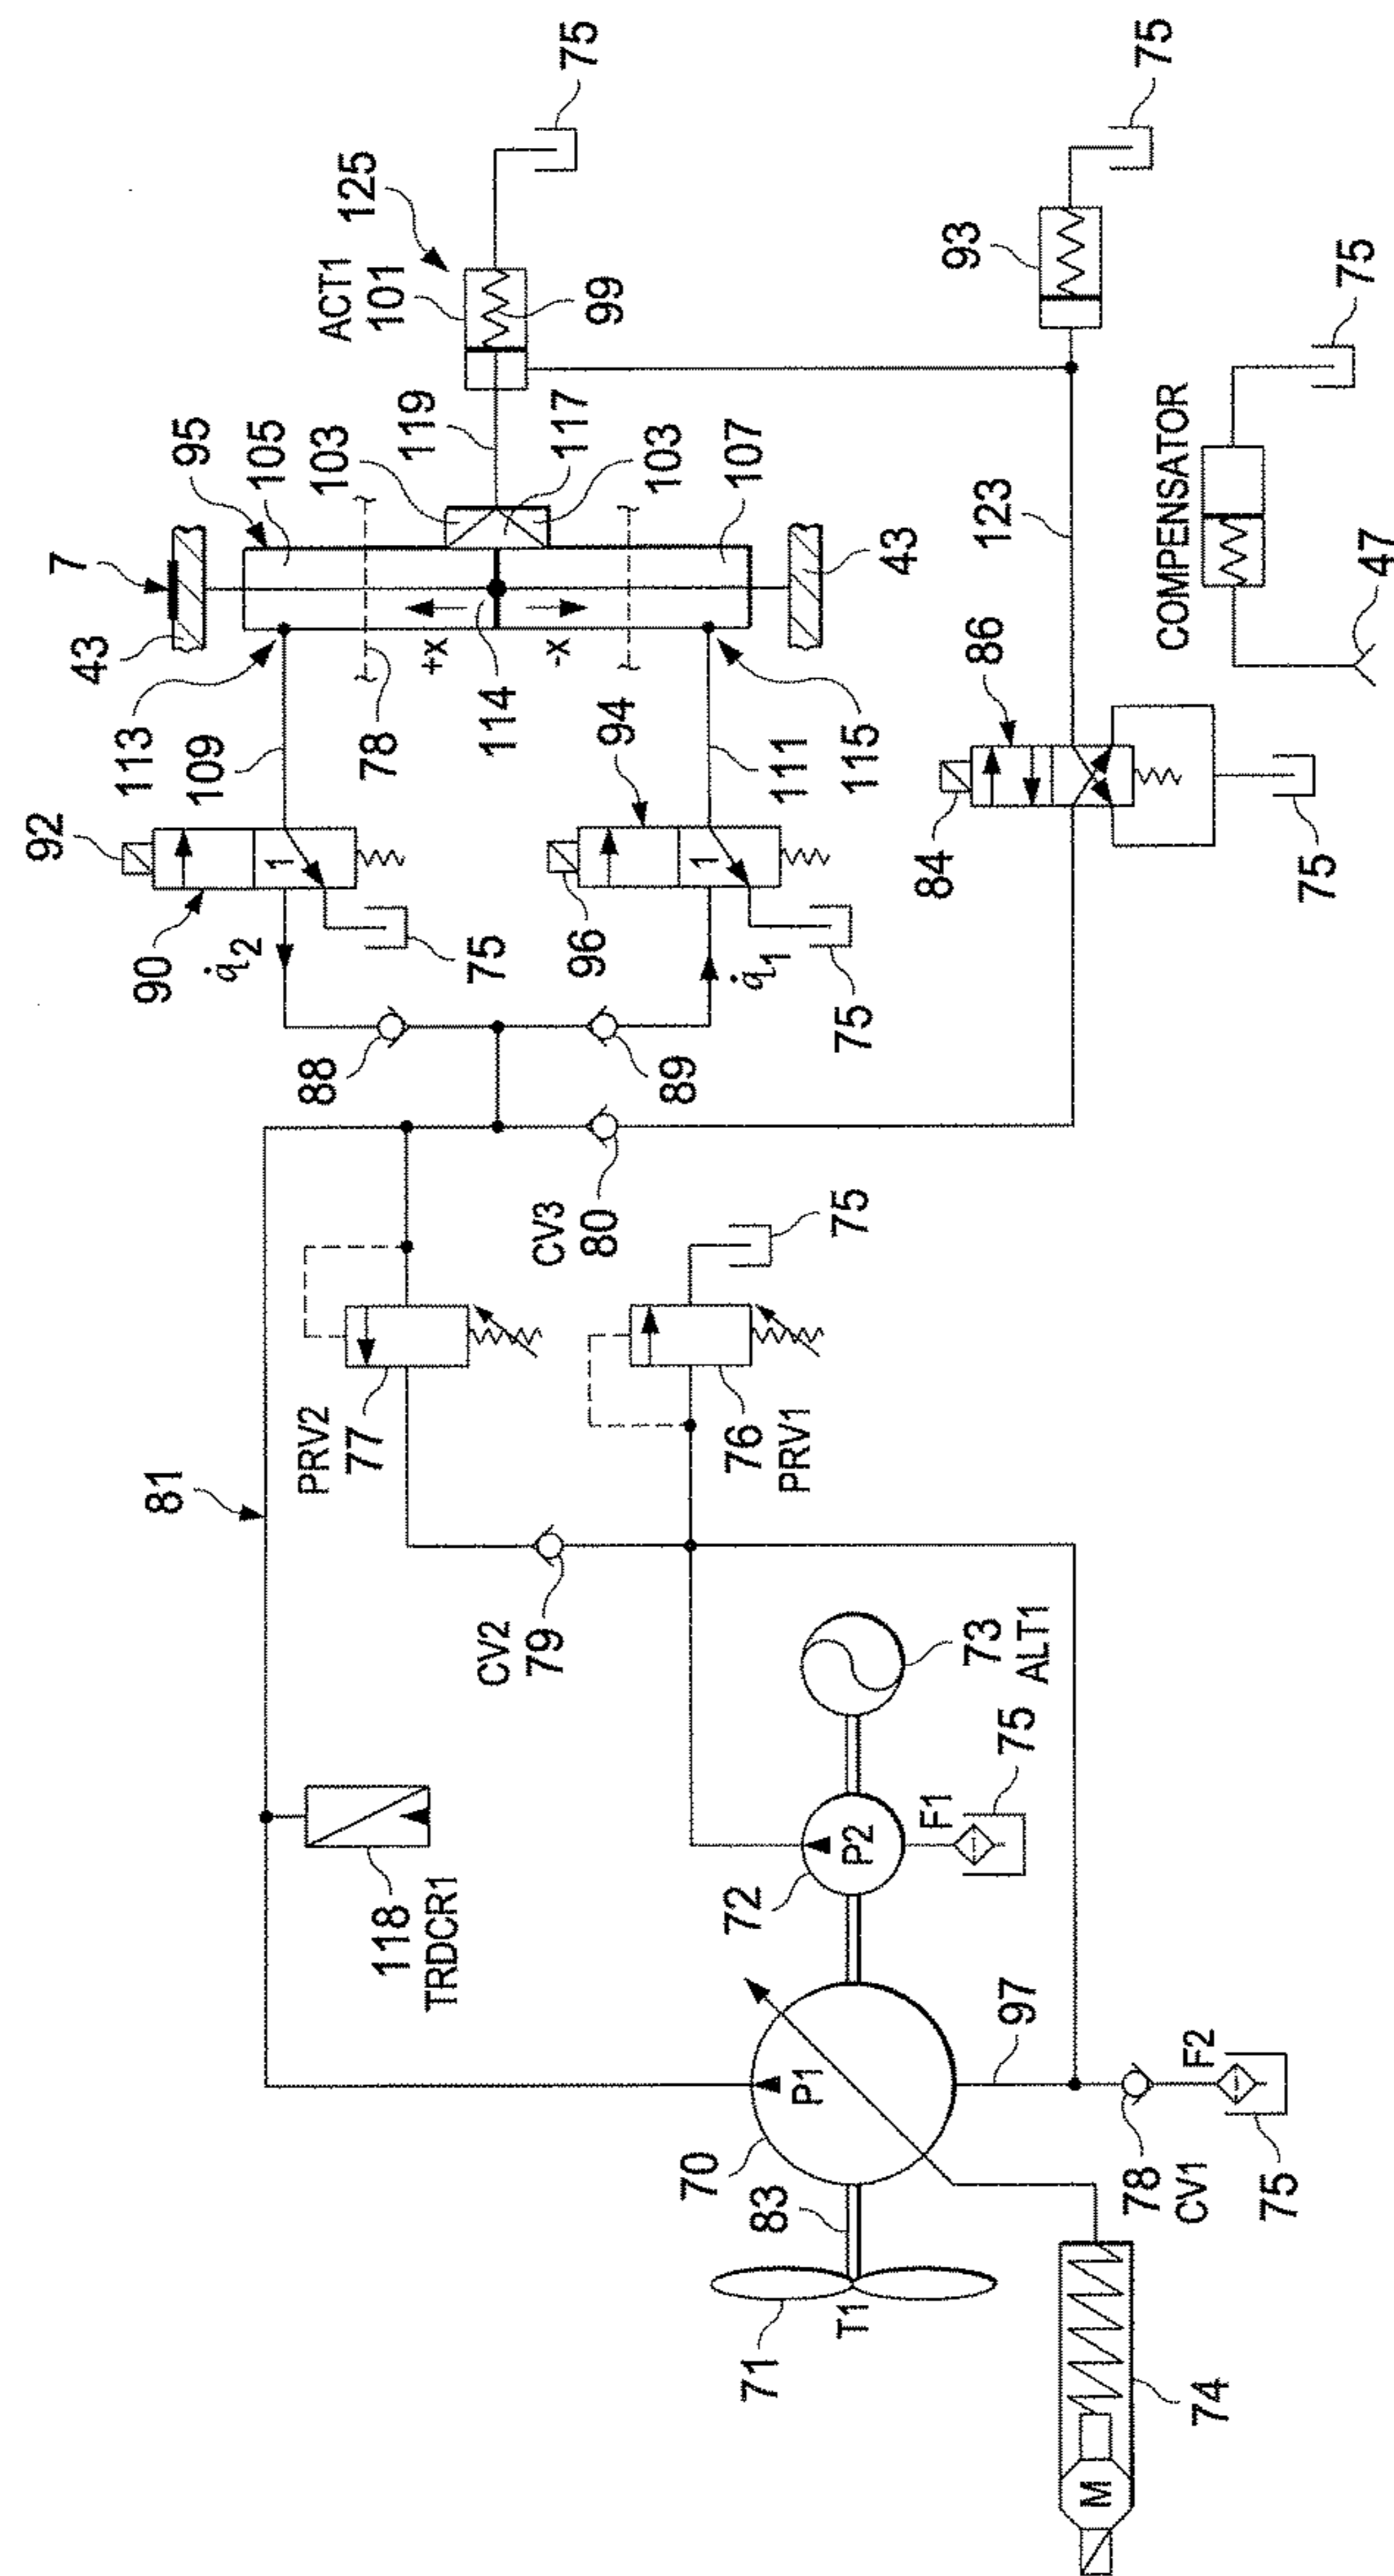 7
43
95
105
103
119
117
103
107
43
ACT1
101
125
99
75
93
75
COMPENSATOR
75
47
113
109
78
+x
114
-x
94
111
115
86
123
84
75
92
90
q̇2
1
75
96
1
q̇1
75
88
89
CV3
80
75
PRV2
77
76
PRV1
81
CV2
79
118
TRDCR1
73
ALT1
72
P2
F1
75
70
P1
83
97
71
T1
78
CV1
F2
75
74
M